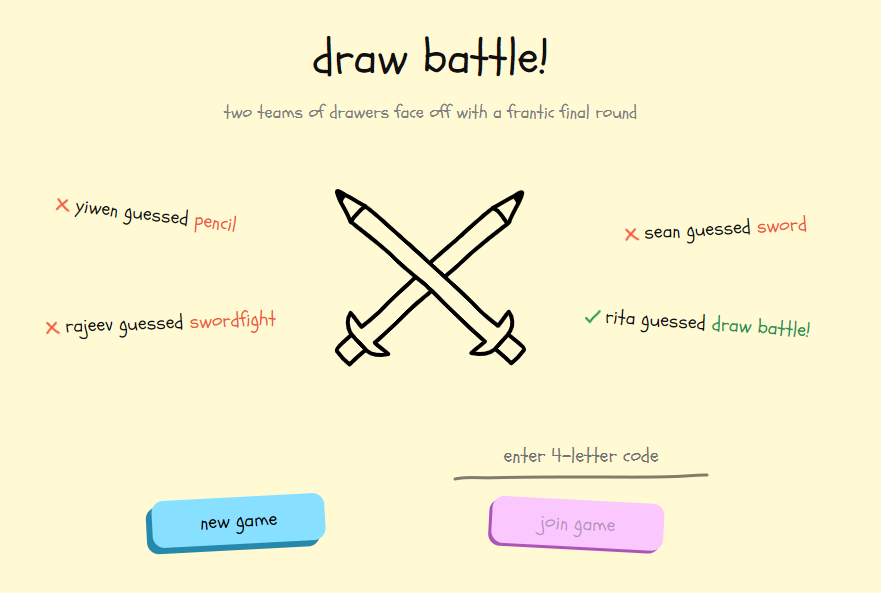 draw battle!
two teams of drawers face off with a frantic final round
yiwen guessed pencil
sean guessed sword
rajeev guessed swordfight
rita guessed draw battle!
enter 4-letter code
new game
join game